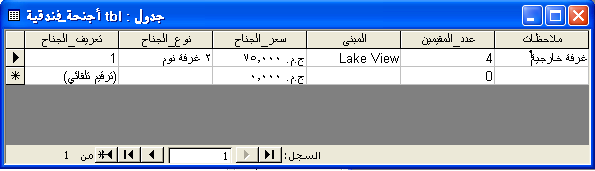 جدول : tbl أجنحة_فندقية
تعريف_الجناح نوع_الجناح سعر_الجناح المبنى عدد_المقيمين ملاحظات
1 ٢ غرفة نوم ج.م. ٧٥,٠٠٠ Lake View 4 غرفة خارجية
(ترقيم تلقائي) ج.م. ٠,٠٠٠ 0
السجل: 1 من 1